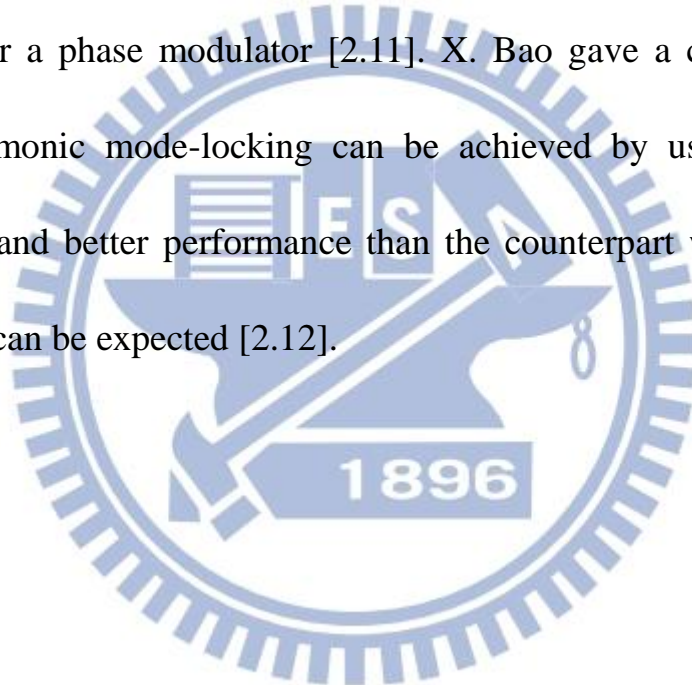 r a phase modulator [2.11]. X. Bao gave a c
monic mode-locking can be achieved by us
and better performance than the counterpart
can be expected [2.12].
ES
1896